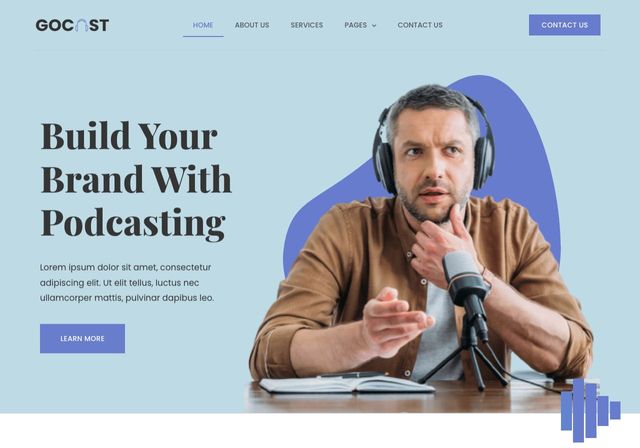 GOCAST
HOME
ABOUT US
SERVICES
PAGES
CONTACT US
CONTACT US
Build Your
Brand With
Podcasting
Lorem ipsum dolor sit amet, consectetur
adipiscing elit. Ut elit tellus, luctus nec
ullamcorper mattis, pulvinar dapibus leo.
LEARN MORE